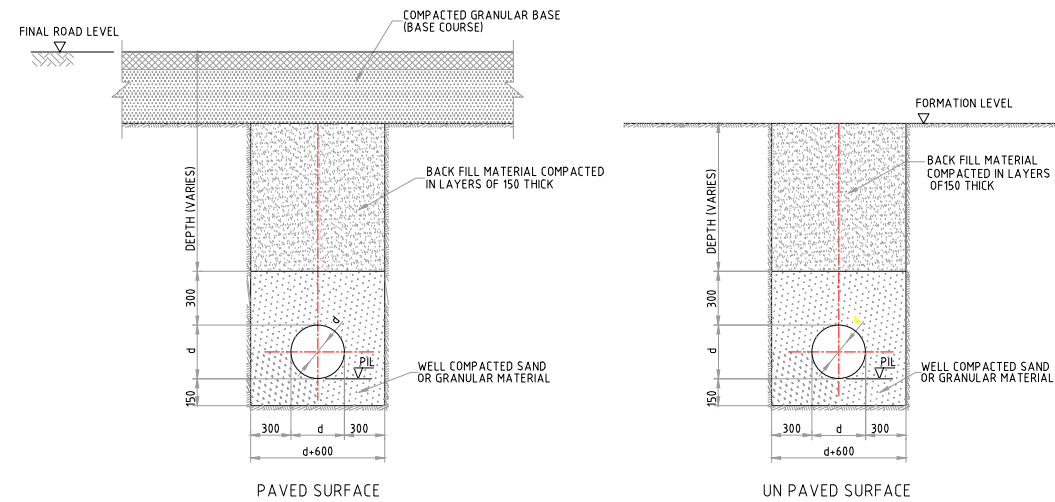 COMPACTED GRANULAR BASE
(BASE COURSE)
FINAL ROAD LEVEL
DEPTH (VARIES)
BACK FILL MATERIAL COMPACTED
IN LAYERS OF 150 THICK
300
d
d
PIL
150
WELL COMPACTED SAND
OR GRANULAR MATERIAL
300 d 300
d+600
PAVED SURFACE
FORMATION LEVEL
DEPTH (VARIES)
BACK FILL MATERIAL
COMPACTED IN LAYERS
OF150 THICK
300
d
d
PIL
150
WELL COMPACTED SAND
OR GRANULAR MATERIAL
300 d 300
d+600
UN PAVED SURFACE